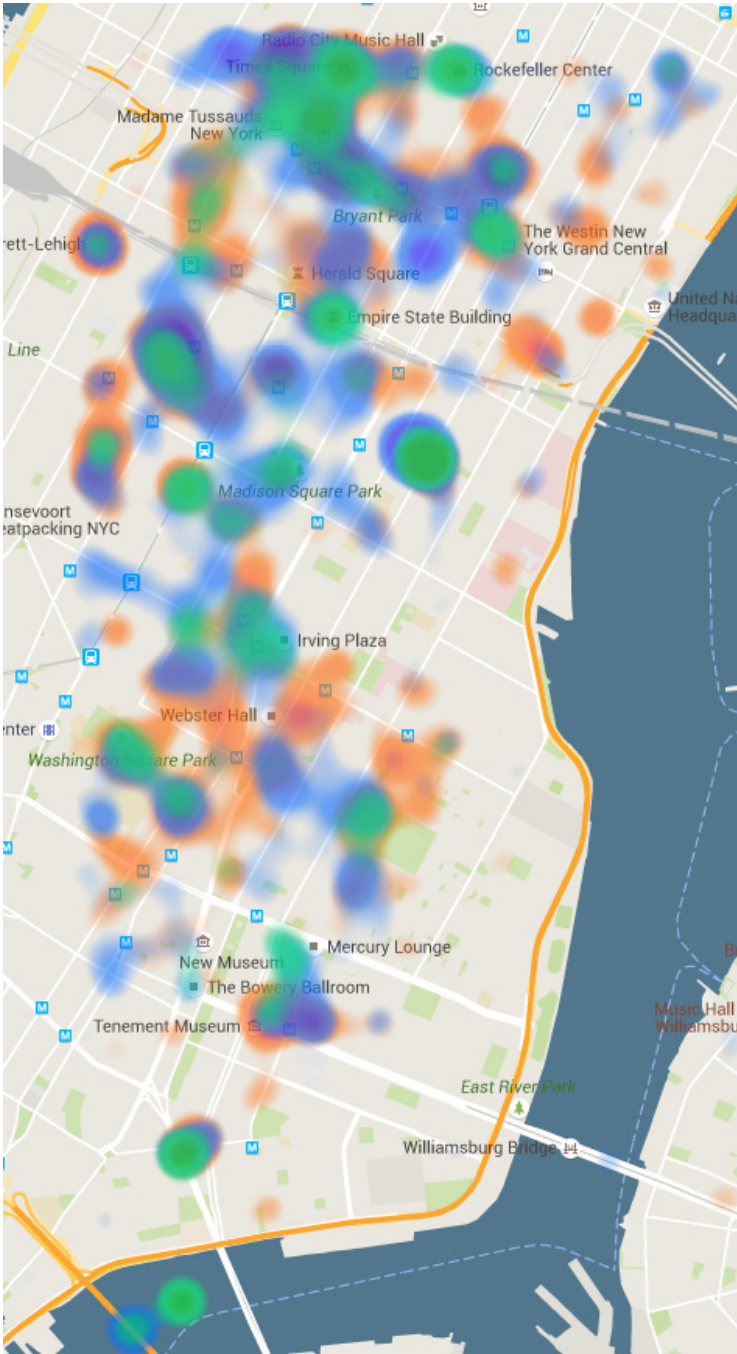 Radio City Music Hall
Times Square
Rockefeller Center
Madame Tussauds
New York
Bryant Park
The Westin New
York Grand Central
rett-Lehigh
Herald Square
United Na
Headqua
Empire State Building
Line
Madison Square Park
nsevoort
eatpacking NYC
Irving Plaza
Webster Hall
enter
Washington Square Park
Mercury Lounge
New Museum
B
The Bowery Ballroom
Music Hall
Williamsbu
Tenement Museum
East River Park
Williamsburg Bridge